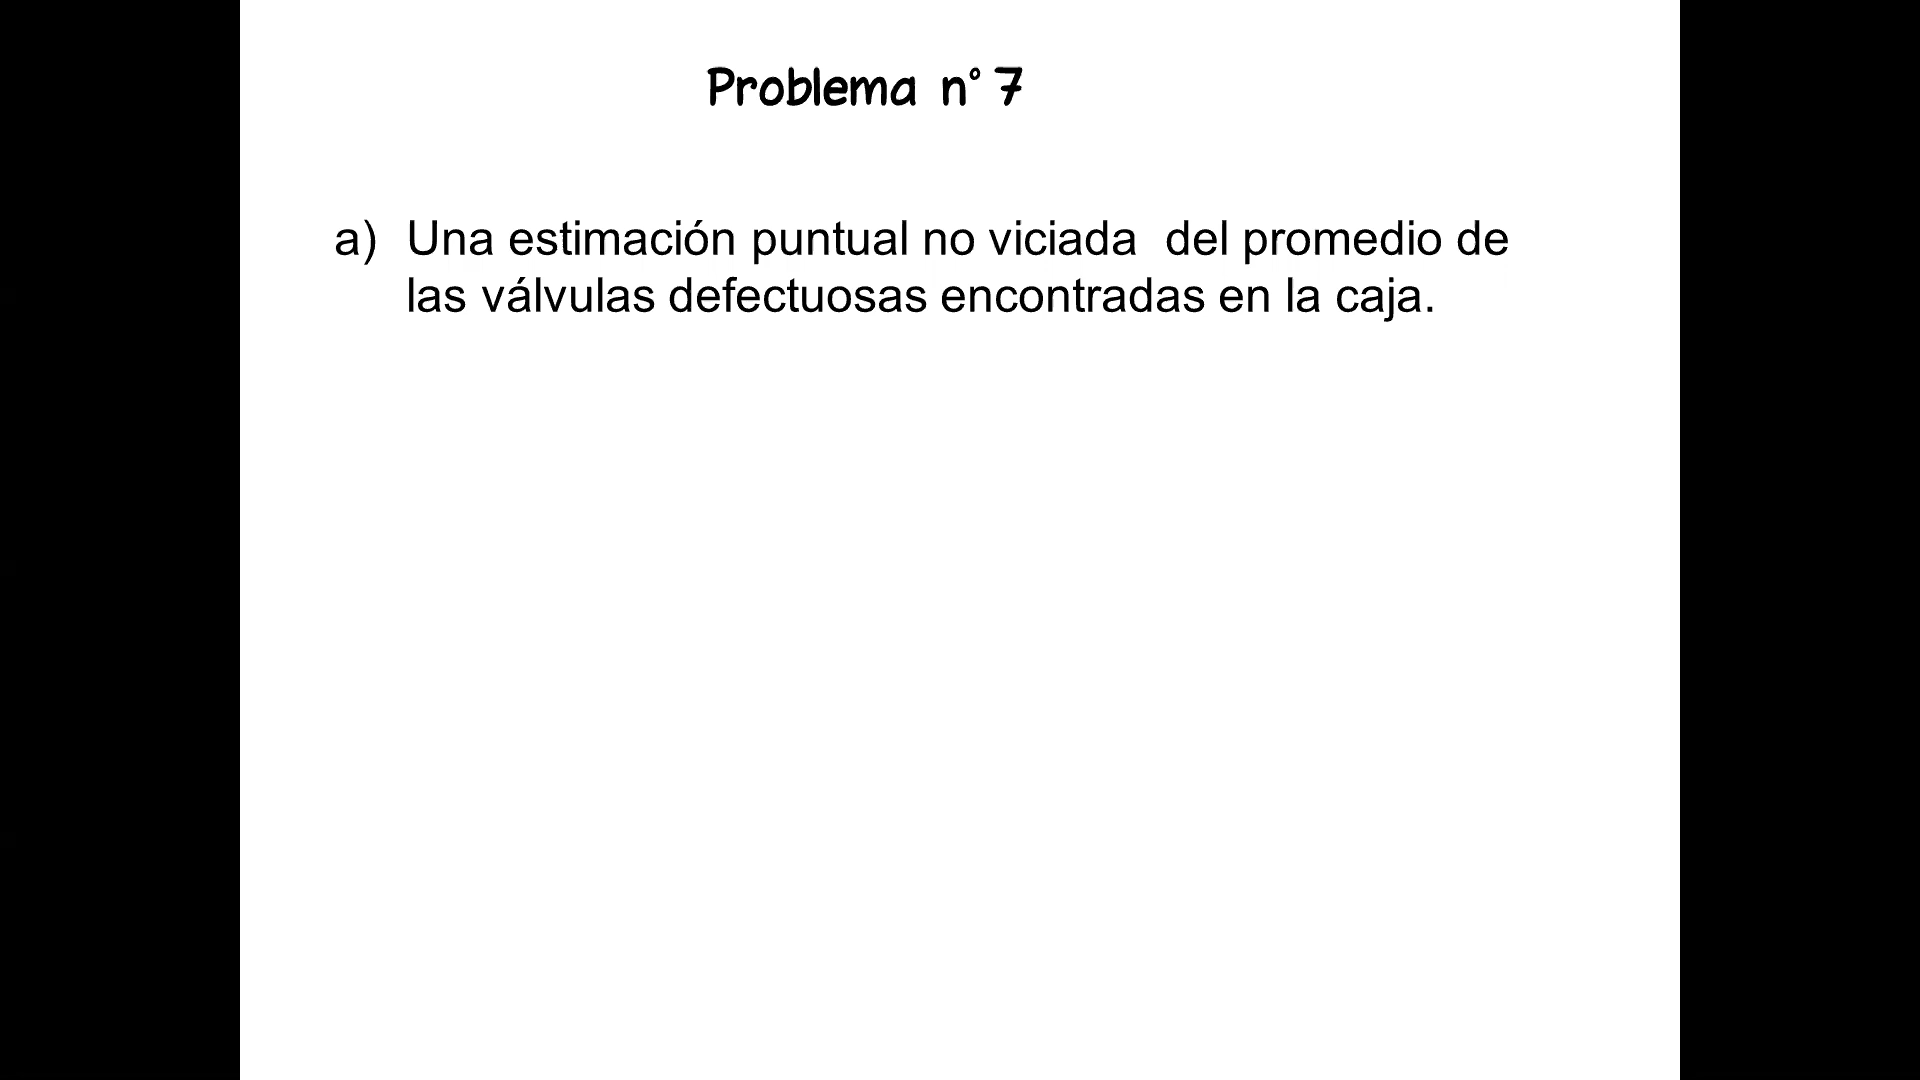 Problema n° 7
a) Una estimación puntual no viciada del promedio de
las válvulas defectuosas encontradas en la caja.